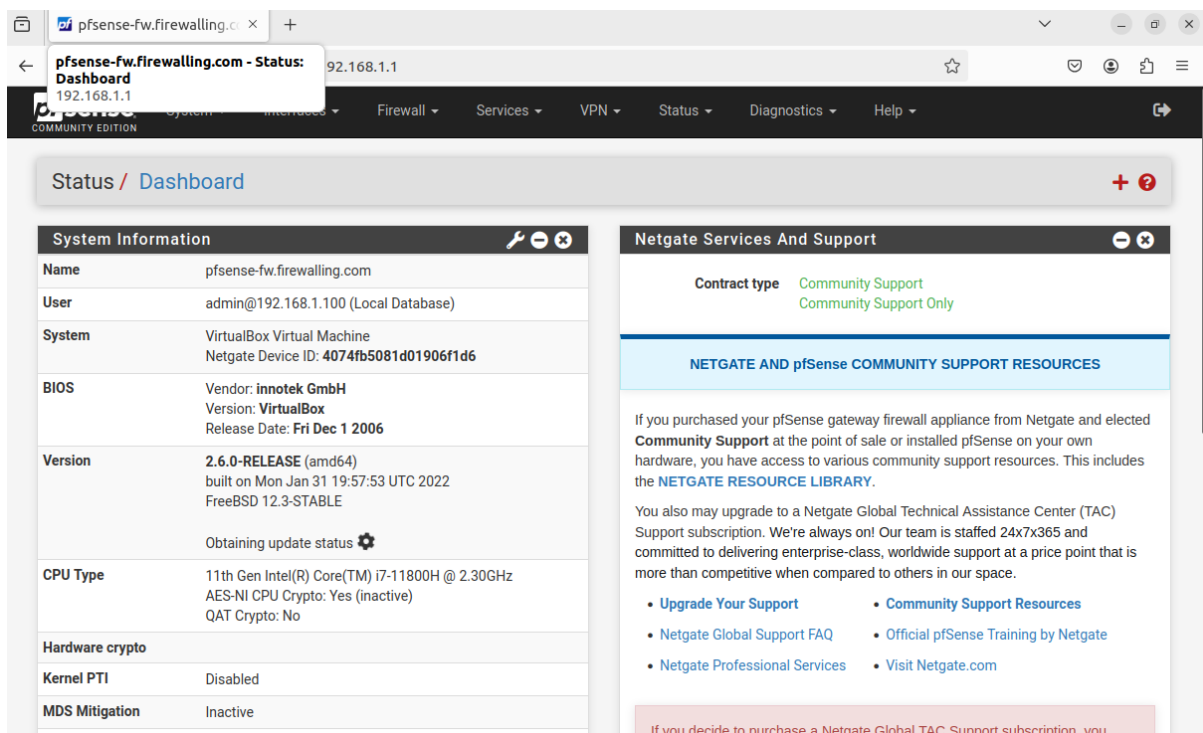 pfsense-fw.firewalling.c
pfsense-fw.firewalling.com - Status:
Dashboard
192.168.1.1
92.168.1.1
COMMUNITY EDITION
Firewall
Services
VPN
Status
Diagnostics
Help
Status / Dashboard
System Information
Name pfsense-fw.firewalling.com
User admin@192.168.1.100 (Local Database)
System VirtualBox Virtual Machine
Netgate Device ID: 4074fb5081d01906f1d6
BIOS Vendor: innotek GmbH
Version: VirtualBox
Release Date: Fri Dec 1 2006
Version 2.6.0-RELEASE (amd64)
built on Mon Jan 31 19:57:53 UTC 2022
FreeBSD 12.3-STABLE
Obtaining update status
CPU Type 11th Gen Intel(R) Core(TM) i7-11800H @ 2.30GHz
AES-NI CPU Crypto: Yes (inactive)
QAT Crypto: No
Hardware crypto
Kernel PTI Disabled
MDS Mitigation Inactive
Netgate Services And Support
Contract type Community Support
Community Support Only
NETGATE AND pfSense COMMUNITY SUPPORT RESOURCES
If you purchased your pfSense gateway firewall appliance from Netgate and elected
Community Support at the point of sale or installed pfSense on your own
hardware, you have access to various community support resources. This includes
the NETGATE RESOURCE LIBRARY.
You also may upgrade to a Netgate Global Technical Assistance Center (TAC)
Support subscription. We're always on! Our team is staffed 24x7x365 and
committed to delivering enterprise-class, worldwide support at a price point that is
more than competitive when compared to others in our space.
• Upgrade Your Support
• Community Support Resources
• Netgate Global Support FAQ
• Official pfSense Training by Netgate
• Netgate Professional Services
• Visit Netgate.com
If you decide to purchase a Netgate Global TAC Support subscription, you